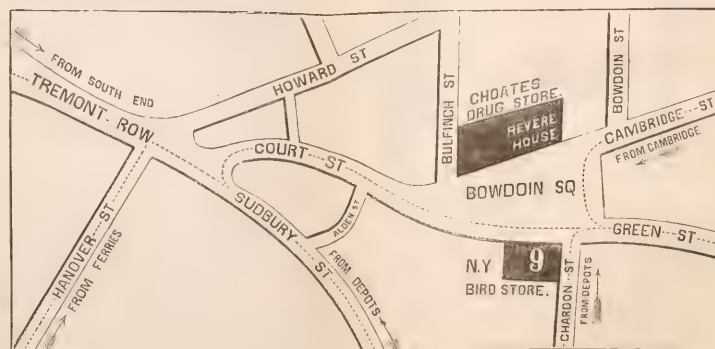 FROM SOUTH END
TREMONT ROW
HOWARD ST
BULFINCH ST
BOWDOIN ST
CHOATES
DRUG STORE.
REVERE
HOUSE
CAMBRIDGE ST
FROM CAMBRIDGE
COURT ST
BOWDOIN SQ
HANOVER ST
FROM FERRIES
SUDBURY ST
ALDEN ST
FROM DEPOTS
GREEN ST
N.Y
9
BIRD STORE.
CHARDON ST
FROM DEPOTS